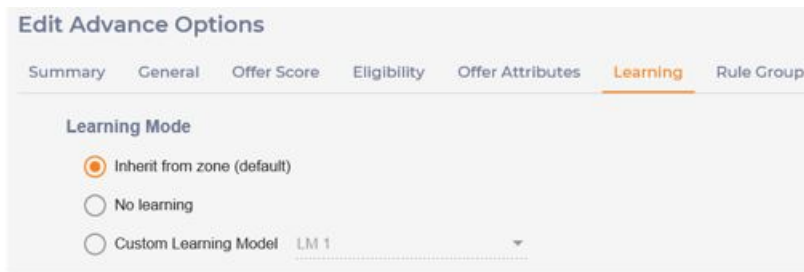 Edit Advance Options
Summary General Offer Score Eligibility Offer Attributes Learning Rule Group
Learning Mode
Inherit from zone (default)
No learning
Custom Learning Model LM 1